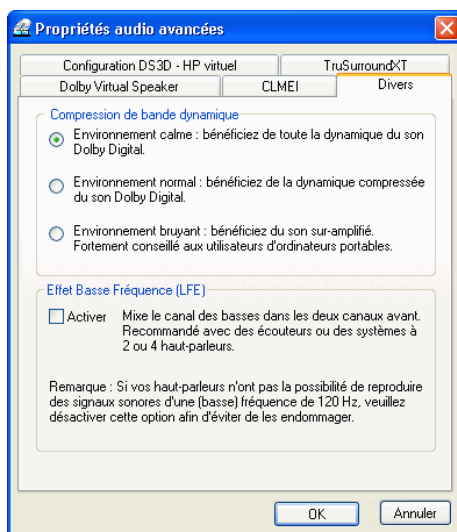 Propriétés audio avancées
Configuration DS3D - HP virtuel
TruSurroundXT
Dolby Virtual Speaker
CLMEI
Divers
Compression de bande dynamique
Environnement calme : bénéficiez de toute la dynamique du son
Dolby Digital.
Environnement normal : bénéficiez de la dynamique compressée
du son Dolby Digital.
Environnement bruyant : bénéficiez du son sur-amplifié.
Fortement conseillé aux utilisateurs d'ordinateurs portables.
Effet Basse Fréquence (LFE)
Activer
Mixe le canal des basses dans les deux canaux avant.
Recommandé avec des écouteurs ou des systèmes à
2 ou 4 haut-parleurs.
Remarque : Si vos haut-parleurs n'ont pas la possibilité de reproduire
des signaux sonores d'une (basse) fréquence de 120 Hz, veuillez
désactiver cette option afin d'éviter de les endommager.
OK
Annuler